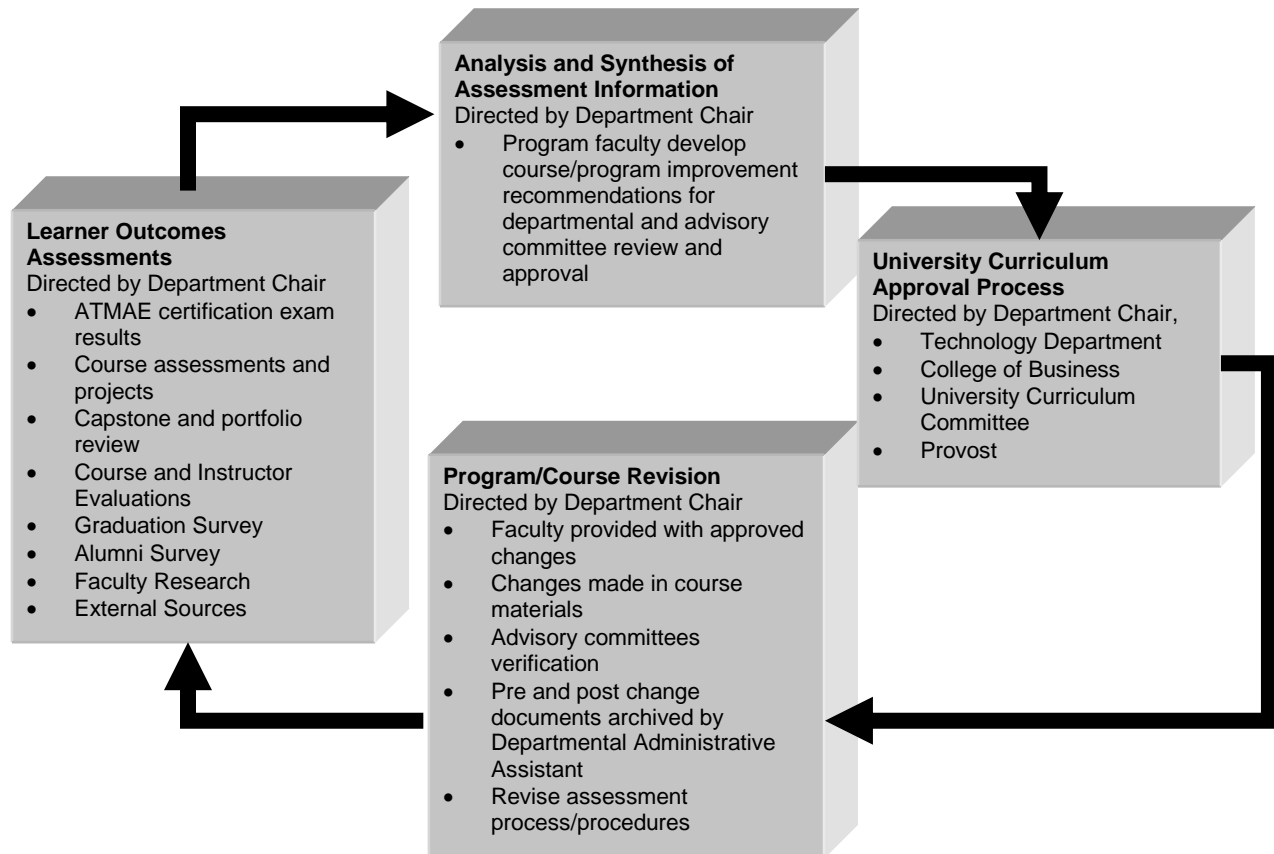 Analysis and Synthesis of
Assessment Information
Directed by Department Chair
• Program faculty develop
course/program improvement
recommendations for
departmental and advisory
committee review and
approval
Learner Outcomes
Assessments
Directed by Department Chair
• ATMAE certification exam
results
• Course assessments and
projects
• Capstone and portfolio
review
• Course and Instructor
Evaluations
• Graduation Survey
• Alumni Survey
• Faculty Research
• External Sources
University Curriculum
Approval Process
Directed by Department Chair,
• Technology Department
• College of Business
• University Curriculum
Committee
• Provost
Program/Course Revision
Directed by Department Chair
• Faculty provided with approved
changes
• Changes made in course
materials
• Advisory committees
verification
• Pre and post change
documents archived by
Departmental Administrative
Assistant
• Revise assessment
process/procedures